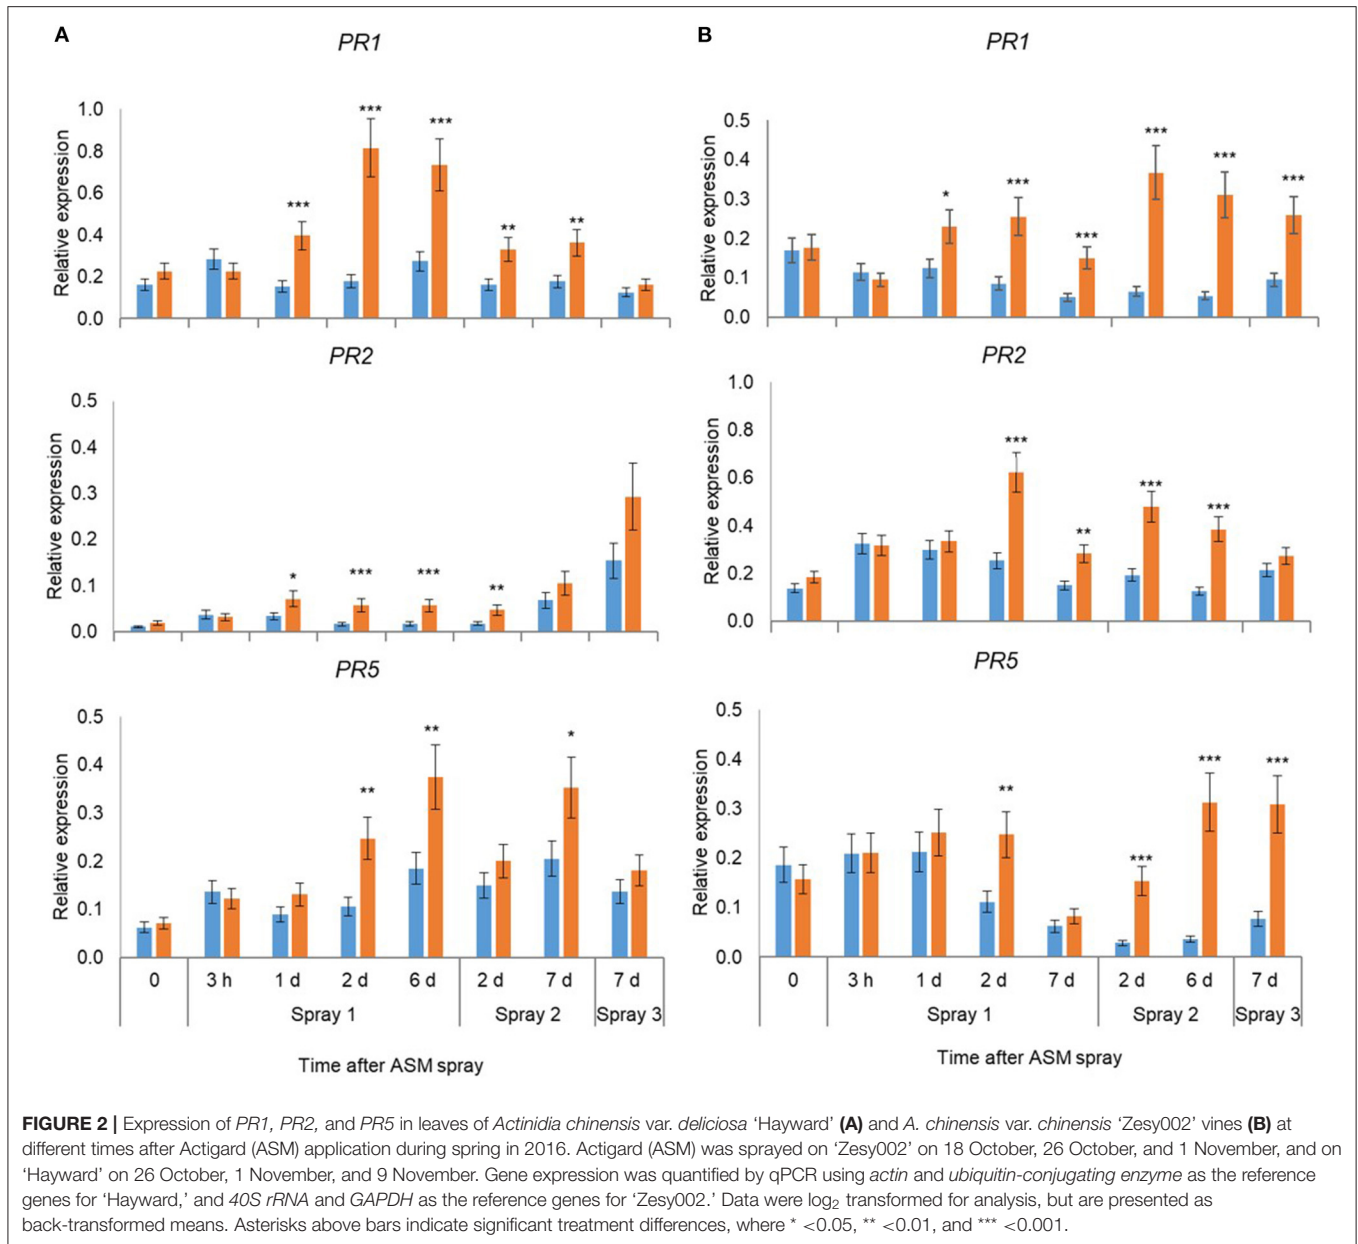 A
PR1
Relative expression
1.0
0.8
0.6
0.4
0.2
0.0
***
***
***
**
**
PR2
Relative expression
0.5
0.4
0.3
0.2
0.1
0.0
*
***
***
**
PR5
Relative expression
0.5
0.4
0.3
0.2
0.1
0.0
**
**
*
0 3 h 1 d 2 d 6 d 2 d 7 d 7 d
Spray 1 Spray 2 Spray 3
Time after ASM spray
B
PR1
Relative expression
0.5
0.4
0.3
0.2
0.1
0.0
*
***
***
***
***
***
PR2
Relative expression
1.0
0.8
0.6
0.4
0.2
0.0
***
**
***
***
PR5
Relative expression
0.5
0.4
0.3
0.2
0.1
0.0
**
***
***
***
0 3 h 1 d 2 d 7 d 2 d 6 d 7 d
Spray 1 Spray 2 Spray 3
Time after ASM spray
FIGURE 2 | Expression of PR1, PR2, and PR5 in leaves of Actinidia chinensis var. deliciosa ‘Hayward’ (A) and A. chinensis var. chinensis ‘Zesy002’ vines (B) at
different times after Actigard (ASM) application during spring in 2016. Actigard (ASM) was sprayed on ‘Zesy002’ on 18 October, 26 October, and 1 November, and on
‘Hayward’ on 26 October, 1 November, and 9 November. Gene expression was quantified by qPCR using actin and ubiquitin-conjugating enzyme as the reference
genes for ‘Hayward,’ and 40S rRNA and GAPDH as the reference genes for ‘Zesy002.’ Data were log₂ transformed for analysis, but are presented as
back-transformed means. Asterisks above bars indicate significant treatment differences, where * <0.05, ** <0.01, and *** <0.001.